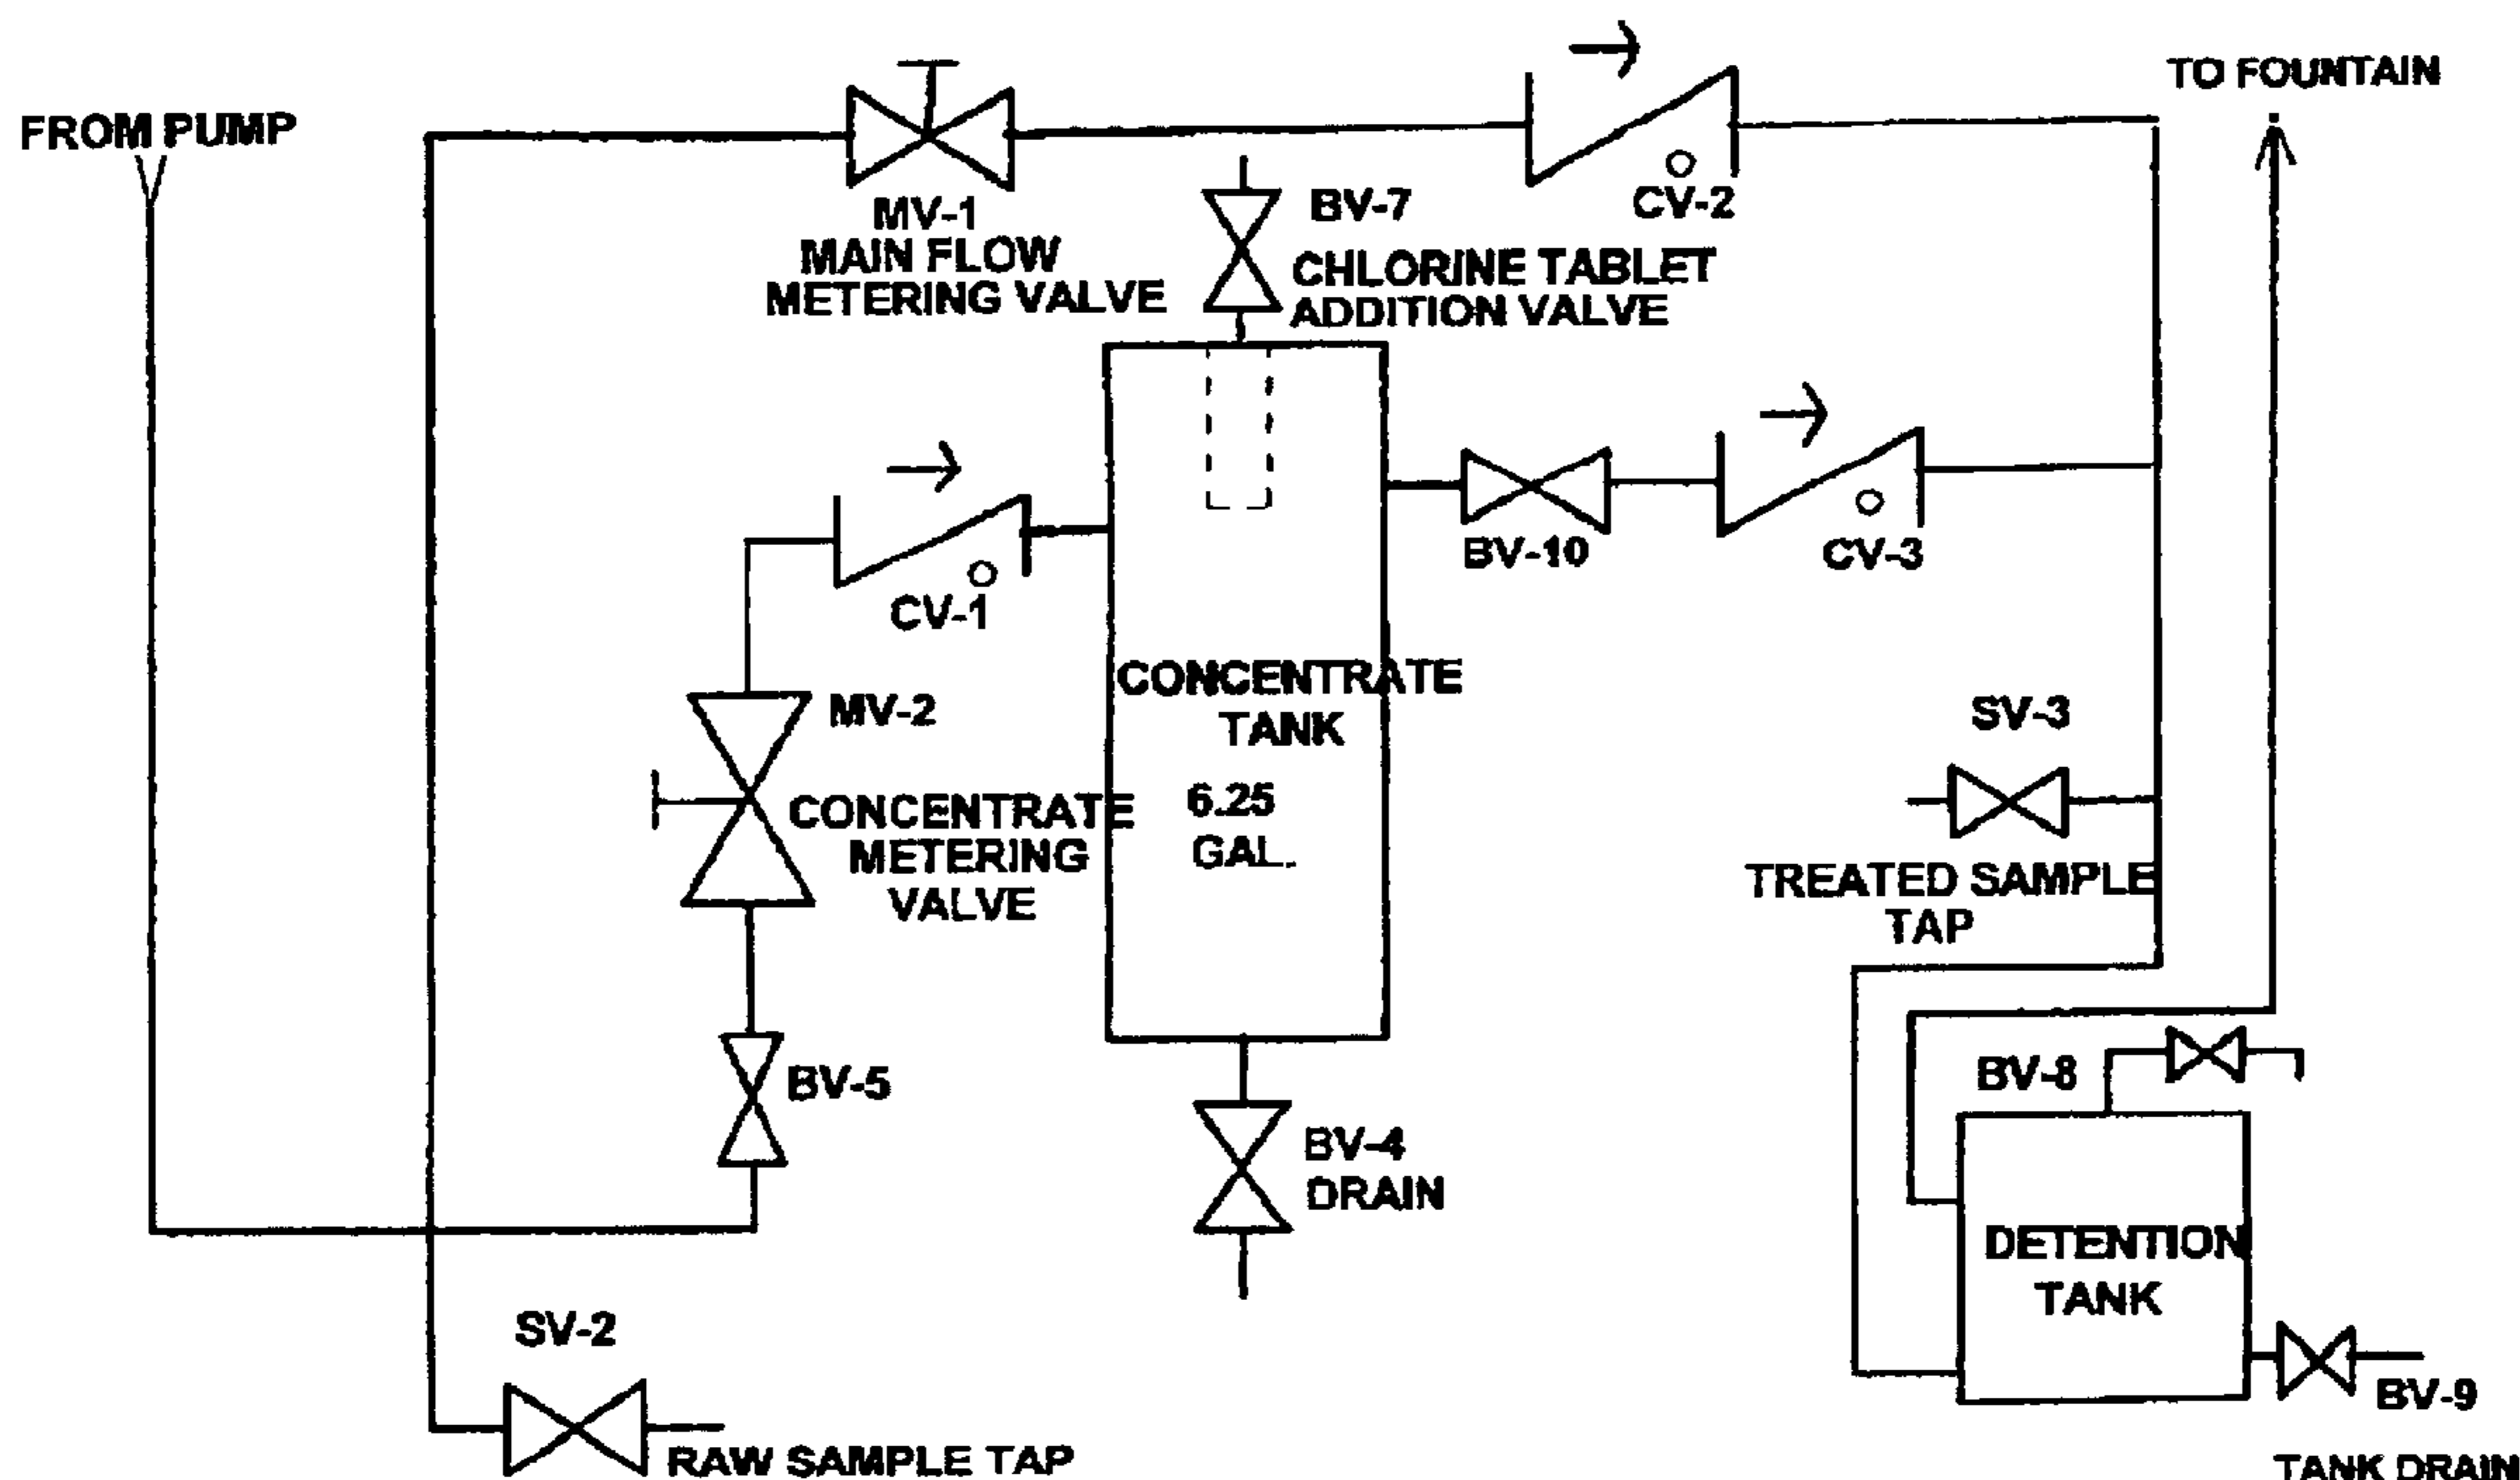 TO FOUNTAIN
FROM PUMP
MV-1
MAIN FLOW
METERING VALVE
BV-7
CHLORINE TABLET
ADDITION VALVE
CV-2
CV-1
BV-10
CV-3
MV-2
CONCENTRATE
METERING
VALVE
CONCENTRATE
TANK
6.25
GAL.
SV-3
TREATED SAMPLE
TAP
BV-5
BV-4
DRAIN
BV-8
DETENTION
TANK
BV-9
TANK DRAIN
SV-2
RAW SAMPLE TAP